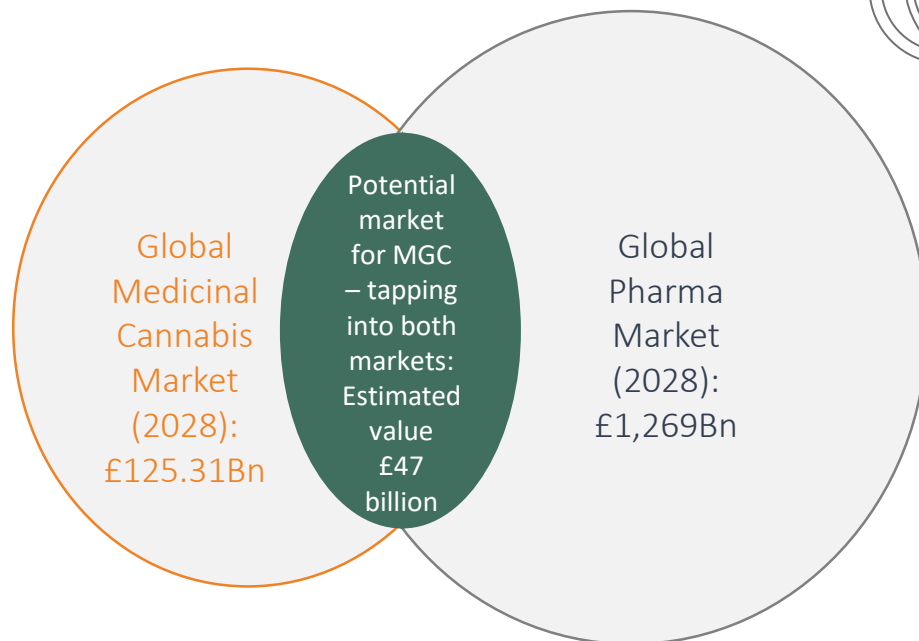 Global
Medicinal
Cannabis
Market
(2028):
£125.31Bn
Potential
market
for MGC
– tapping
into both
markets:
Estimated
value
£47
billion
Global
Pharma
Market
(2028):
£1,269Bn